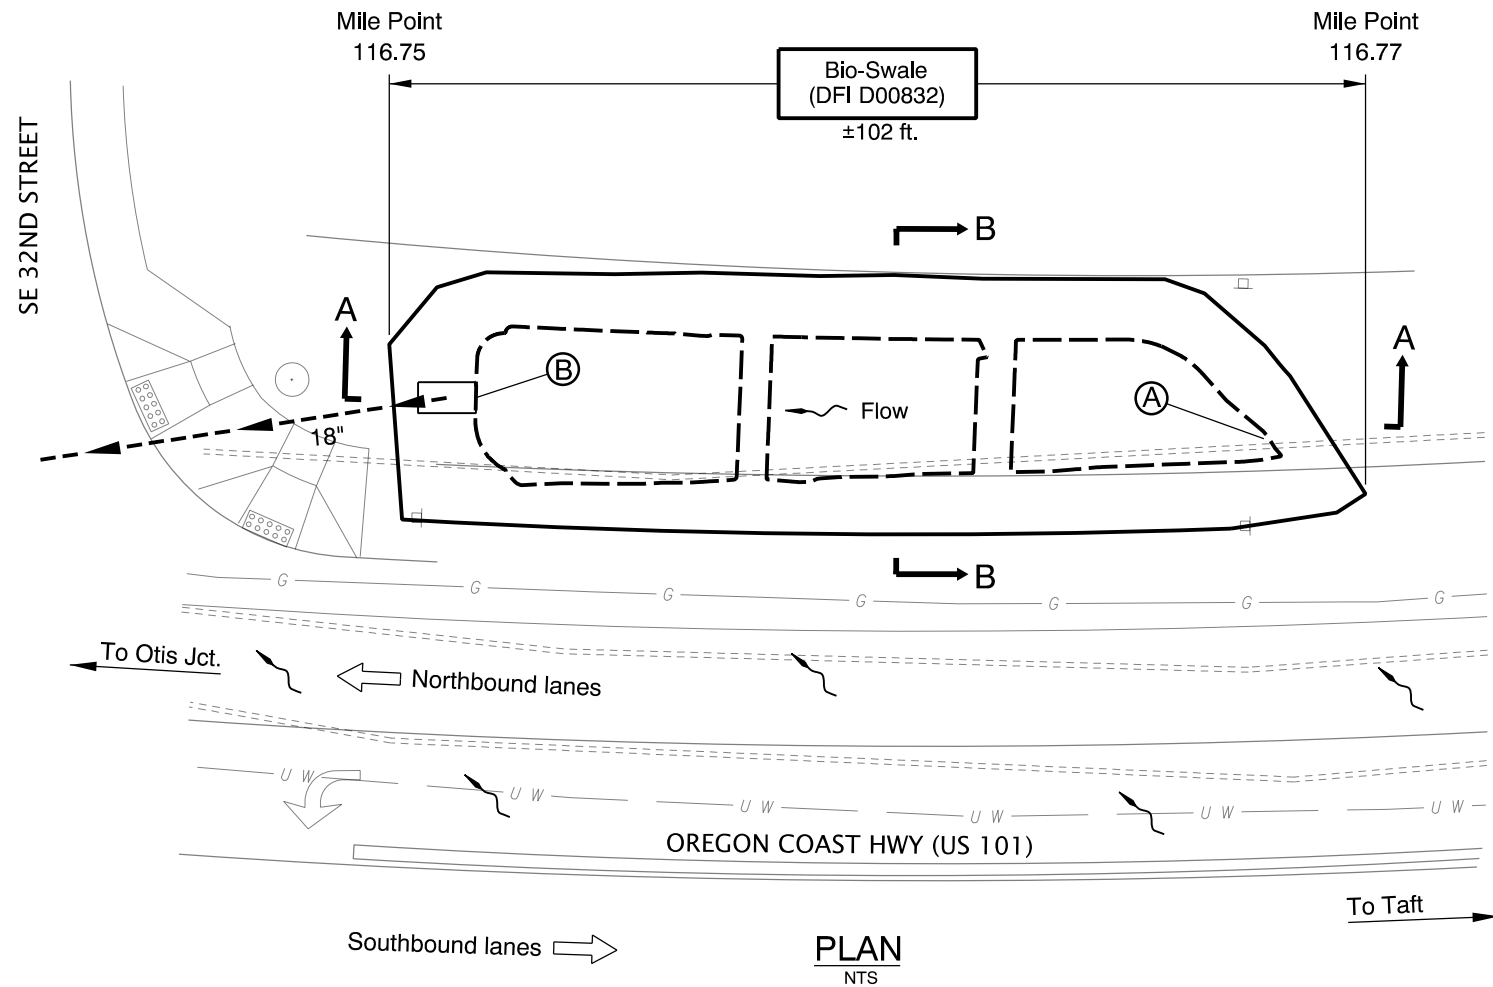 Mile Point
116.75
Mile Point
116.77
Bio-Swale
(DFI D00832)
±102 ft.
SE 32ND STREET
B
A
A
B
A
Flow
18"
B
G G G G G G G
To Otis Jct.
Northbound lanes
U W U W U W U W U W U W
OREGON COAST HWY (US 101)
To Taft
Southbound lanes
PLAN
NTS